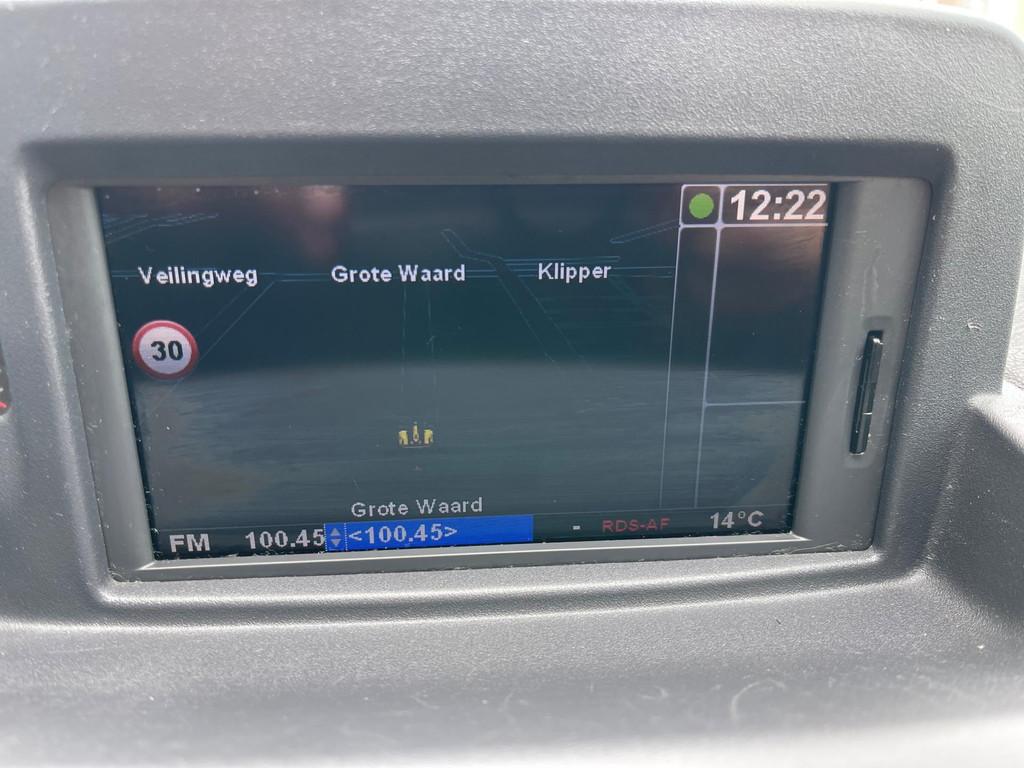 12:22
Veilingweg Grote Waard Klipper
30
Grote Waard
FM 100.45 <100.45> - RDS-AF 14°C